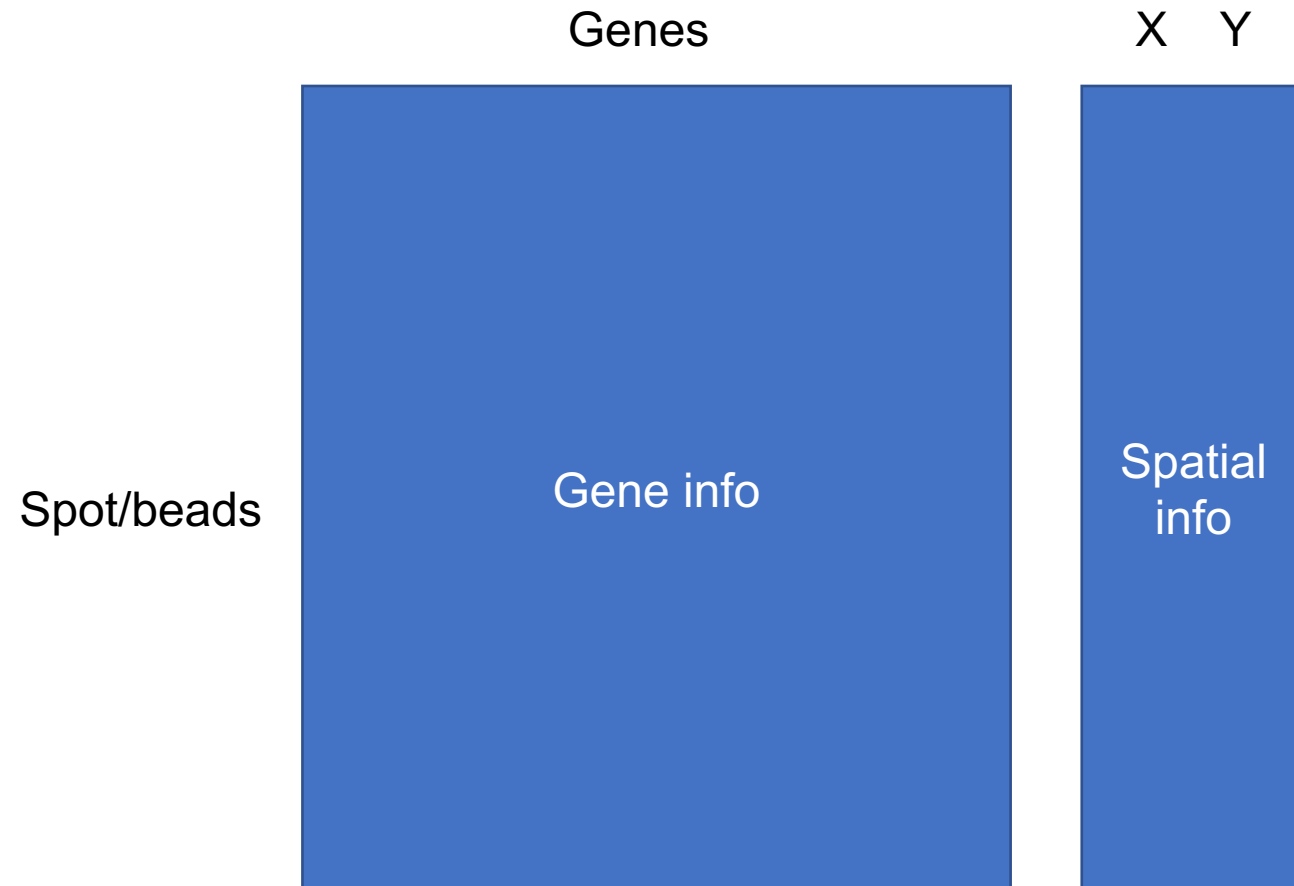 Genes
X Y
Spot/beads
Gene info
Spatial
info